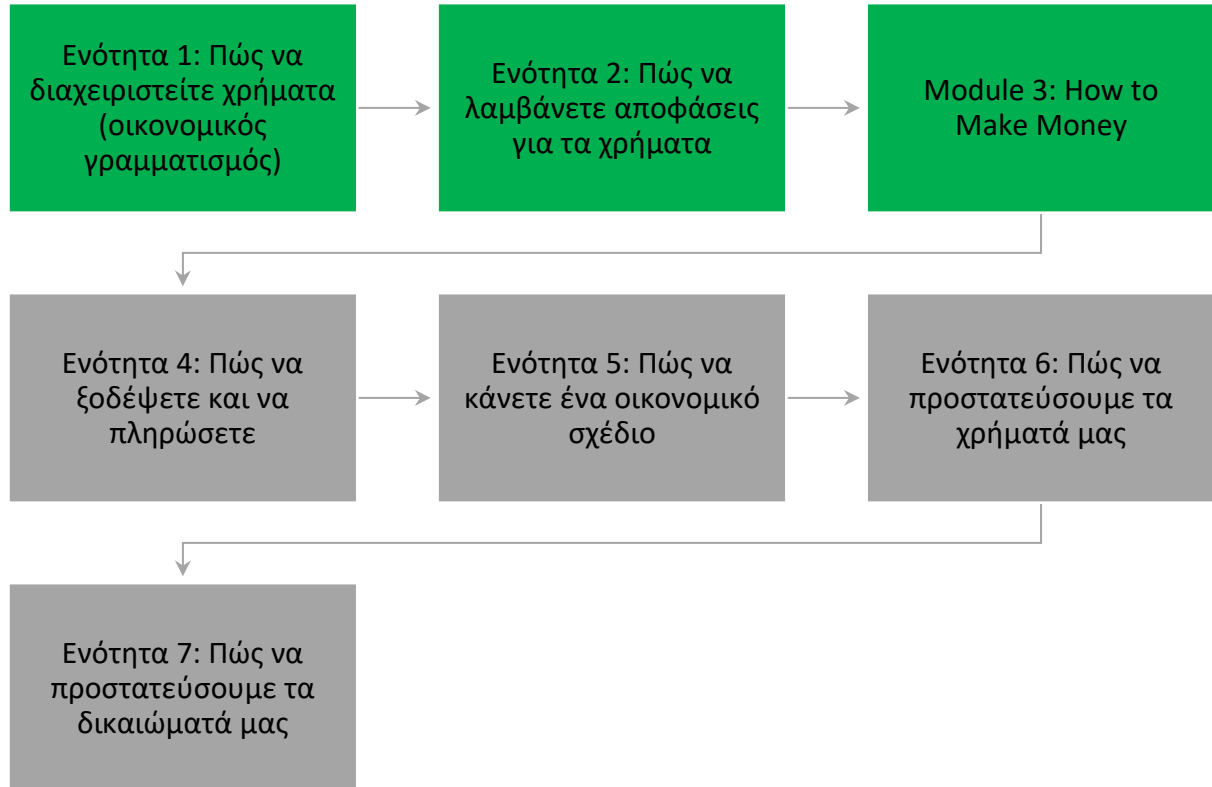 Ενότητα 1: Πώς να
διαχειριστείτε χρήματα
(οικονομικός
γραμματισμός)
Ενότητα 2: Πώς να
λαμβάνετε αποφάσεις
για τα χρήματα
Module 3: How to
Make Money
Ενότητα 4: Πώς να
ξοδέψετε και να
πληρώσετε
Ενότητα 5: Πώς να
κάνετε ένα οικονομικό
σχέδιο
Ενότητα 6: Πώς να
προστατεύσουμε τα
χρήματά μας
Ενότητα 7: Πώς να
προστατεύσουμε τα
δικαιώματά μας